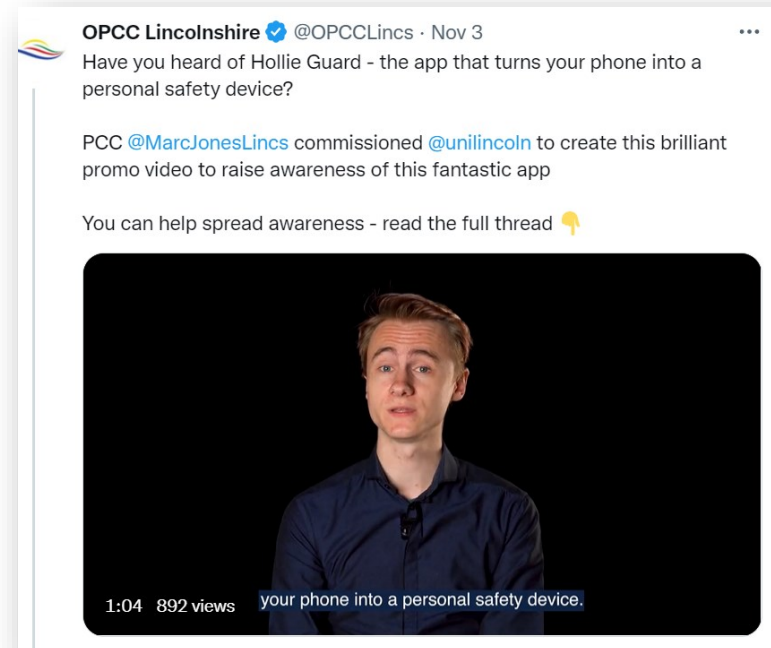 OPCC Lincolnshire @OPCCLincs · Nov 3
Have you heard of Hollie Guard - the app that turns your phone into a
personal safety device?
PCC @MarcJonesLincs commissioned @unilincoln to create this brilliant
promo video to raise awareness of this fantastic app
You can help spread awareness - read the full thread 👇
your phone into a personal safety device.
1:04 892 views